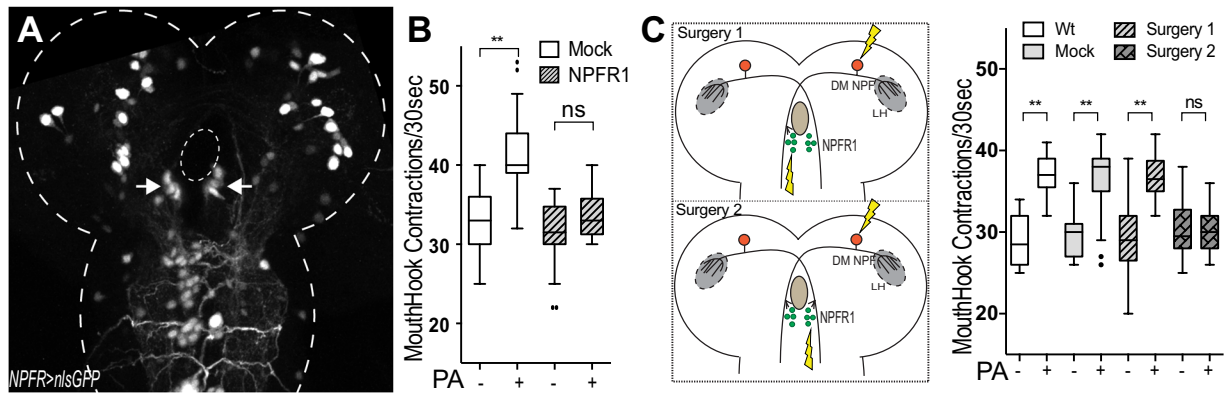 A
NPFR>nlsGFP
B
**
Mock
NPFR1
ns
MouthHook Contractions/30sec
50
40
30
20
PA
- + - +
C
Surgery 1
DM NPF
LH
NPFR1
Surgery 2
DM NPF
LH
NPFR1
Wt
Mock
Surgery 1
Surgery 2
** ** ** ns
MouthHook Contractions/30sec
50
40
30
20
PA
- + - + - + - +